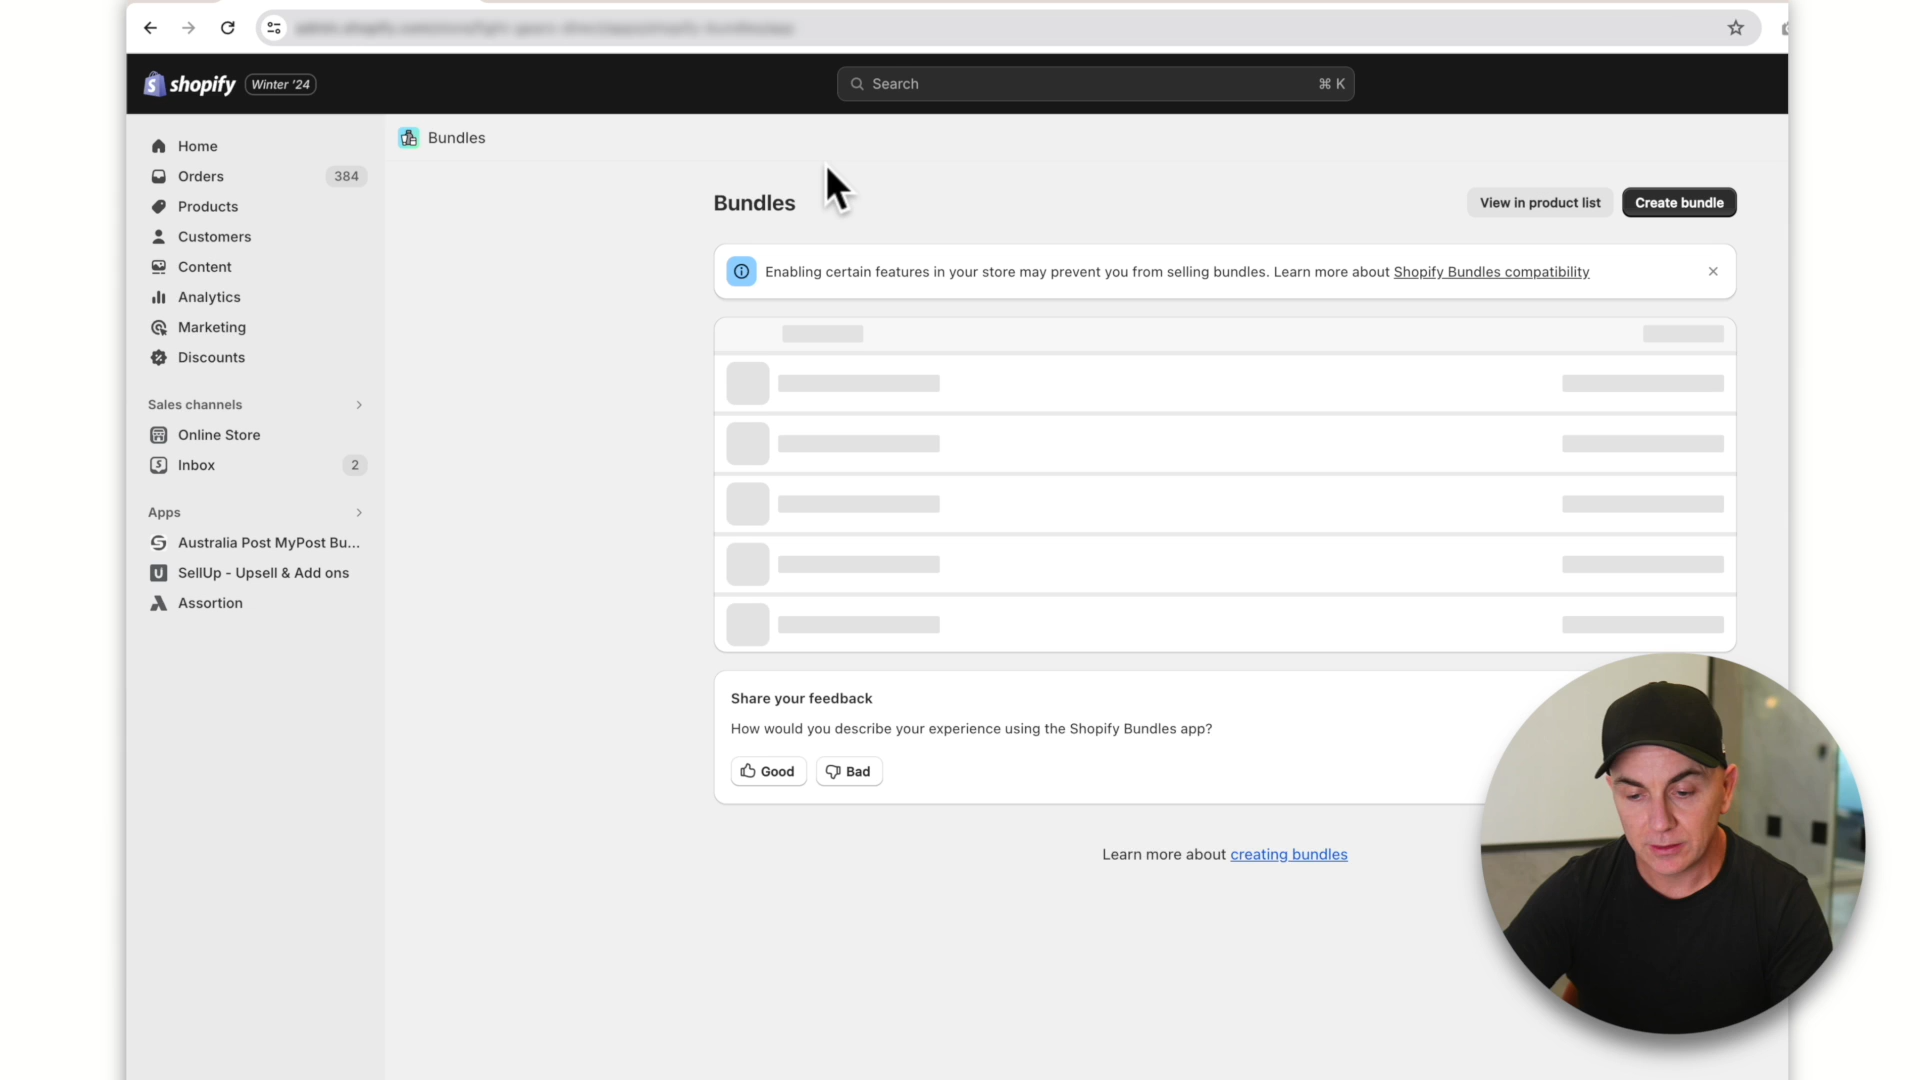 shopify Winter '24
Search ⌘ K
Home
Orders 384
Products
Customers
Content
Analytics
Marketing
Discounts
Sales channels
Online Store
Inbox 2
Apps
Australia Post MyPost Bu...
SellUp - Upsell & Add ons
Assortion
Bundles
Bundles
View in product list
Create bundle
Enabling certain features in your store may prevent you from selling bundles. Learn more about Shopify Bundles compatibility
Share your feedback
How would you describe your experience using the Shopify Bundles app?
Good
Bad
Learn more about creating bundles